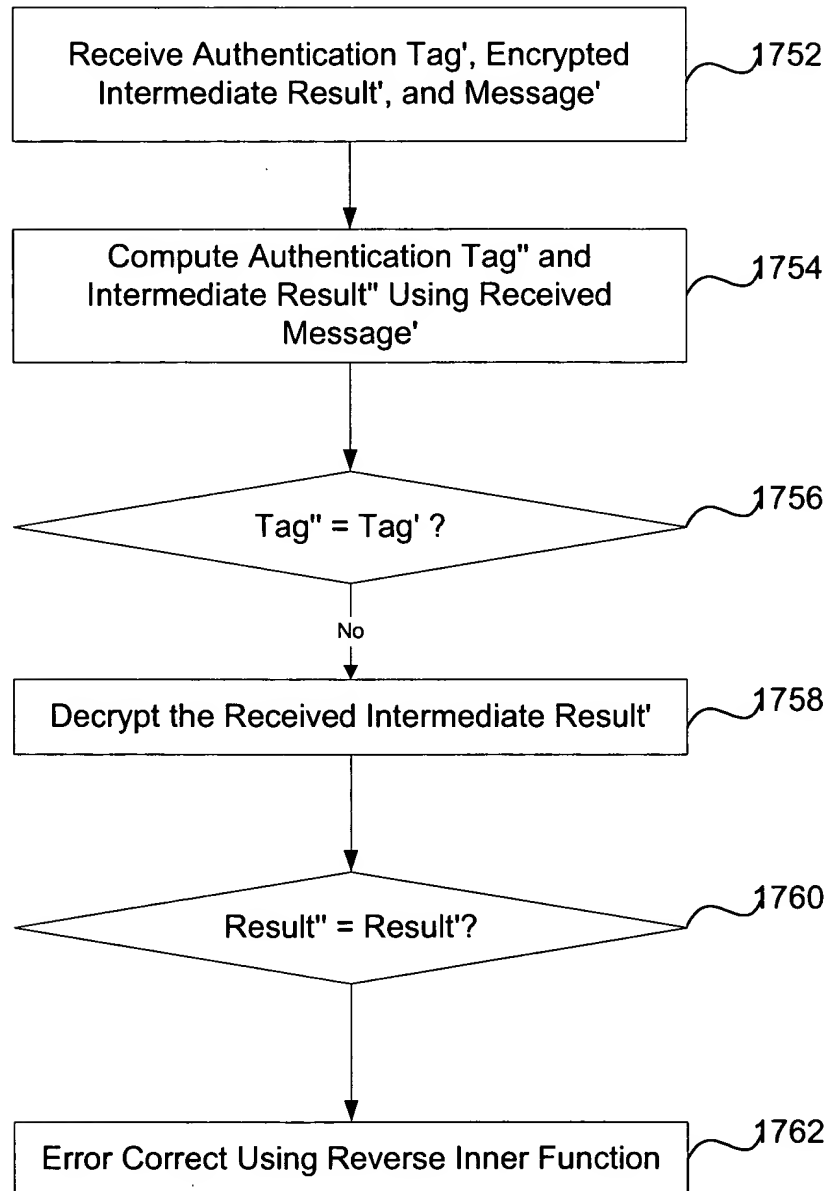 Receive Authentication Tag', Encrypted
Intermediate Result', and Message'
1752
Compute Authentication Tag" and
Intermediate Result" Using Received
Message'
1754
Tag" = Tag' ?
1756
No
Decrypt the Received Intermediate Result'
1758
Result" = Result'?
1760
Error Correct Using Reverse Inner Function
1762